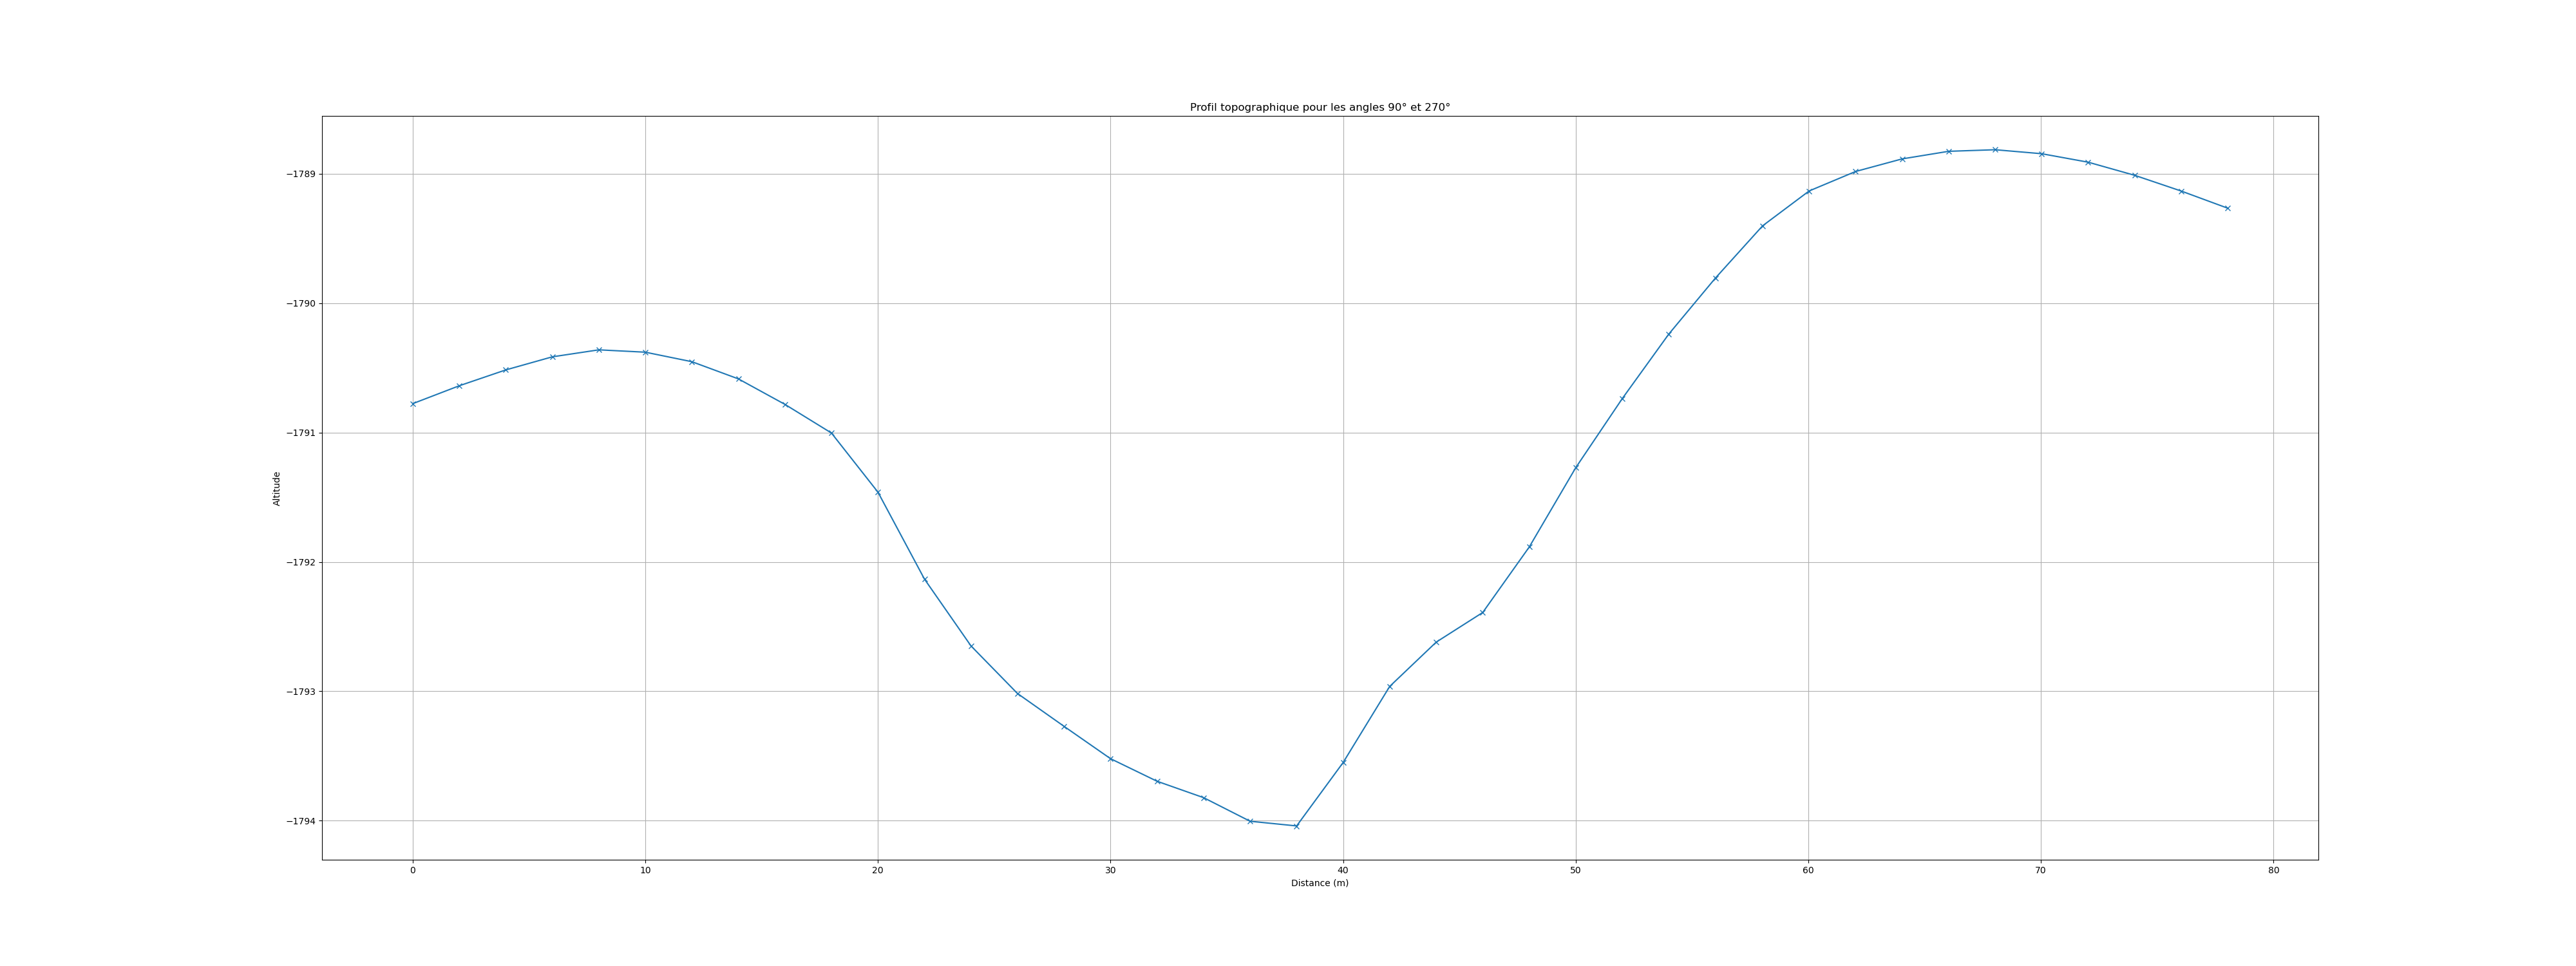 Profil topographique pour les angles 90° et 270°
Altitude
−1789
−1790
−1791
−1792
−1793
−1794
0 10 20 30 40 50 60 70 80
Distance (m)